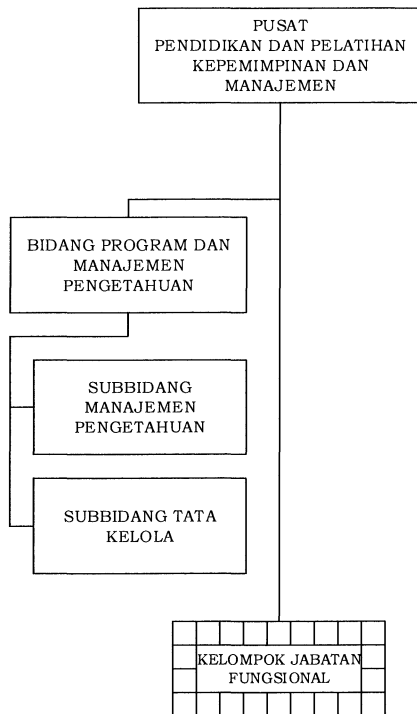 PUSAT
PENDIDIKAN DAN PELATIHAN
KEPEMIMPINAN DAN
MANAJEMEN
BIDANG PROGRAM DAN
MANAJEMEN
PENGETAHUAN
SUBBIDANG
MANAJEMEN
PENGETAHUAN
SUBBIDANG TATA
KELOLA
KELOMPOK JABATAN
FUNGSIONAL